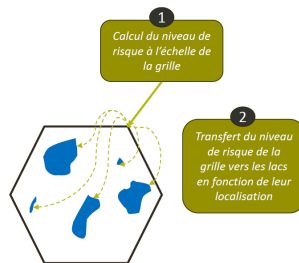 1
Calcul du niveau de
risque à l'échelle de
la grille
2
Transfert du niveau
de risque de la
grille vers les lacs
en fonction de leur
localisation